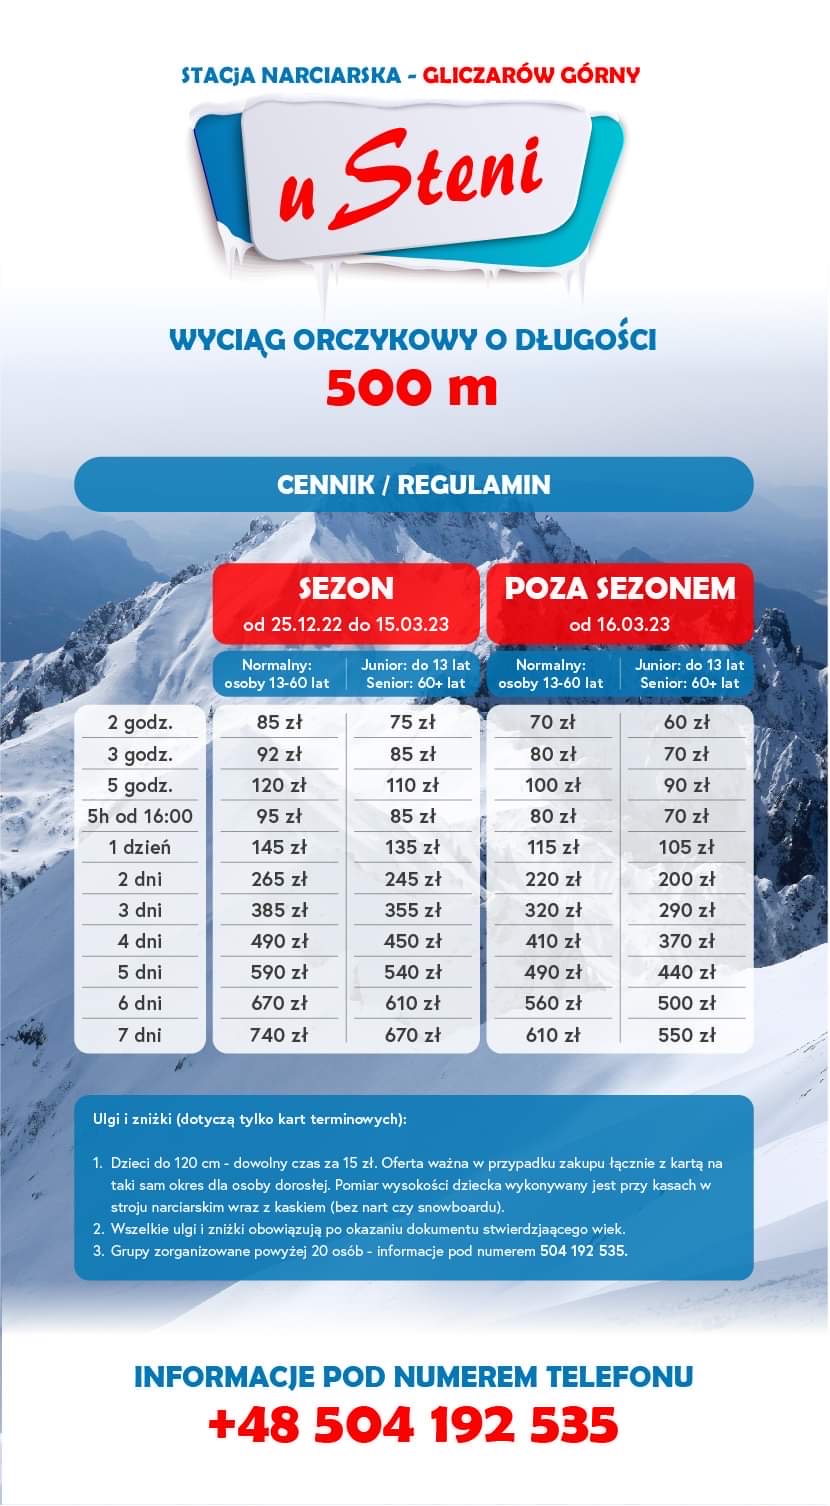 STACJA NARCIARSKA - GLICZARÓW GÓRNY
u Steni
WYCIĄG ORCZYKOWY O DŁUGOŚCI
500 m
CENNIK / REGULAMIN
SEZON POZA SEZONEM
od 25.12.22 do 15.03.23 od 16.03.23
Normalny: Junior: do 13 lat Normalny: Junior: do 13 lat
osoby 13-60 lat Senior: 60+ lat osoby 13-60 lat Senior: 60+ lat
2 godz. 85 zł 75 zł 70 zł 60 zł
3 godz. 92 zł 85 zł 80 zł 70 zł
5 godz. 120 zł 110 zł 100 zł 90 zł
5h od 16:00 95 zł 85 zł 80 zł 70 zł
1 dzień 145 zł 135 zł 115 zł 105 zł
2 dni 265 zł 245 zł 220 zł 200 zł
3 dni 385 zł 355 zł 320 zł 290 zł
4 dni 490 zł 450 zł 410 zł 370 zł
5 dni 590 zł 540 zł 490 zł 440 zł
6 dni 670 zł 610 zł 560 zł 500 zł
7 dni 740 zł 670 zł 610 zł 550 zł
Ulgi i zniżki (dotyczą tylko kart terminowych):
1. Dzieci do 120 cm - dowolny czas za 15 zł. Oferta ważna w przypadku zakupu łącznie z kartą na
taki sam okres dla osoby dorosłej. Pomiar wysokości dziecka wykonywany jest przy kasach w
stroju narciarskim wraz z kaskiem (bez nart czy snowboardu).
2. Wszelkie ulgi i zniżki obowiązują po okazaniu dokumentu stwierdzjaącego wiek.
3. Grupy zorganizowane powyżej 20 osób - informacje pod numerem 504 192 535.
INFORMACJE POD NUMEREM TELEFONU
+48 504 192 535